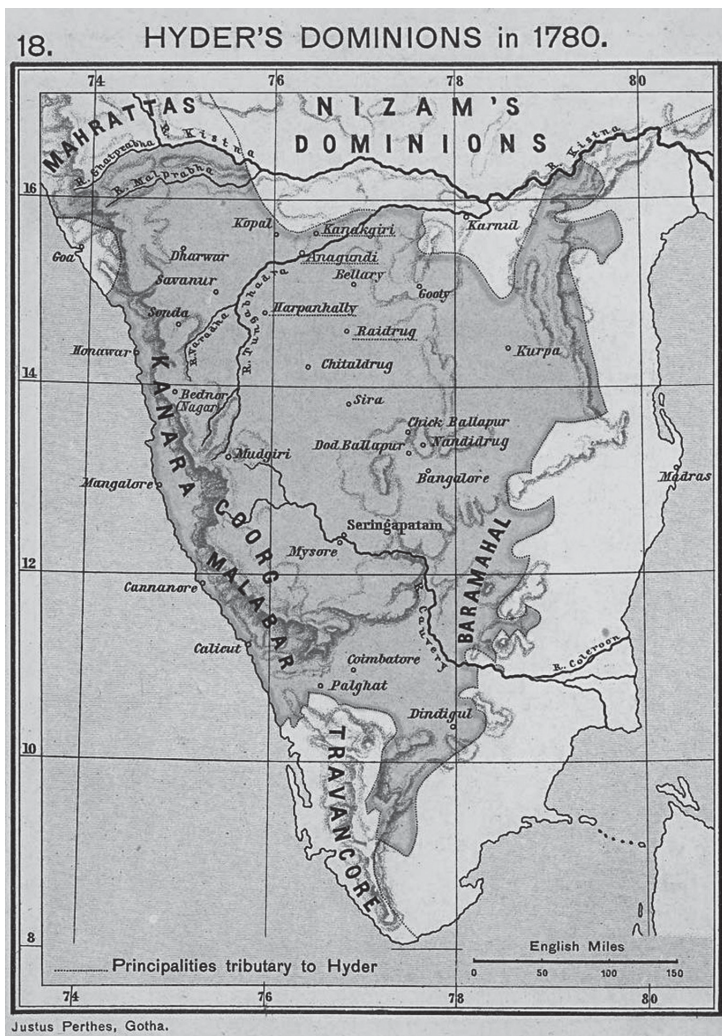 18. HYDER'S DOMINIONS in 1780.
74 76 78 80
MAHRATTAS
NIZAM'S
DOMINIONS
R. Kistna
R. Kistna
R. Ghatprabha
R. Malprabha
16
Kopal
Kanakgiri
Karnul
Goa
Dharwar
Anagundi
Bellary
Savanur
Gooty
Sonda
R. Varadha
R. Tungabhadra
Harpanhally
Raidrug
Honawar
Kurpa
Chitaldrug
14
KANARA
Bednor
(Nagar)
Sira
Chick Ballapur
Dod. Ballapur
Nandidrug
Mudgiri
Bangalore
Mangalore
Madras
COORG
Seringapatam
Mysore
BARAMAHAL
12
MALABAR
Cannanore
R. Cauvery
Calicut
R. Coleroon
Coimbatore
Palghat
Dindigul
10
TRAVANCORE
8
English Miles
0 50 100 150
Principalities tributary to Hyder
74 76 78 80
Justus Perthes, Gotha.